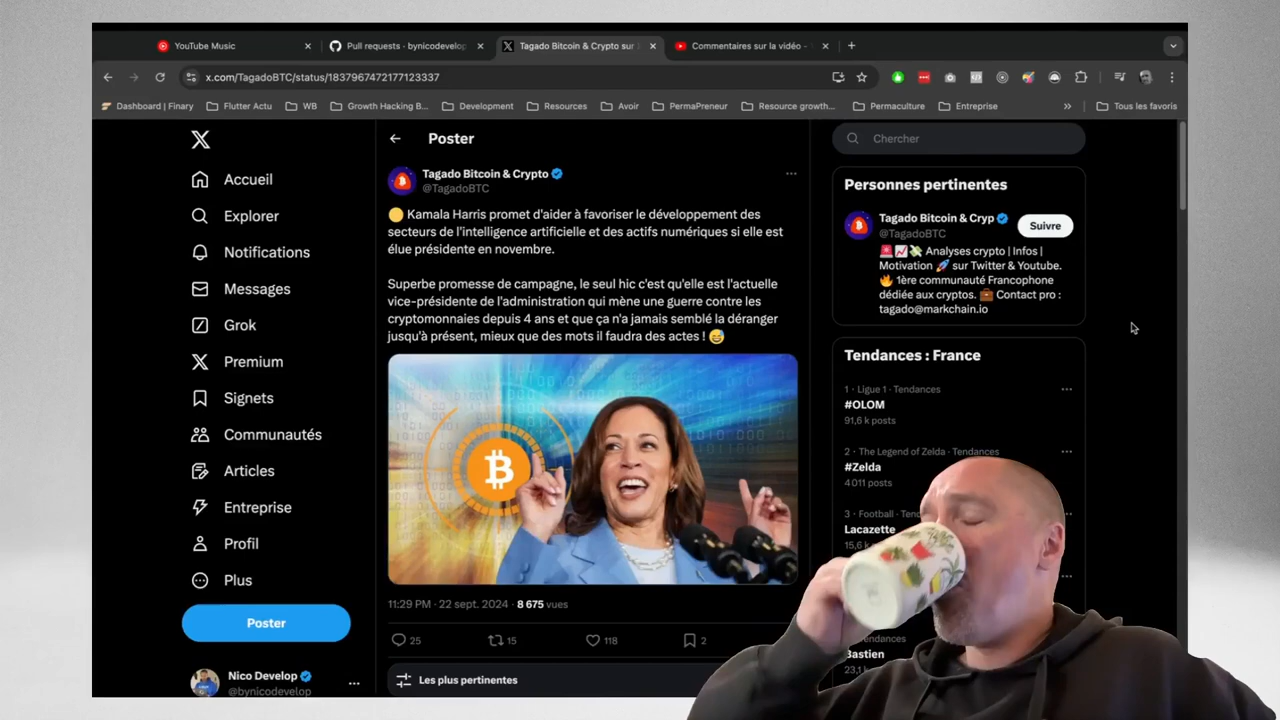 YouTube Music
Pull requests · bynicodevelop
Tagado Bitcoin & Crypto sur
Commentaires sur la vidéo -
x.com/TagadoBTC/status/1837967472177123337
Dashboard | Finary
Flutter Actu
WB
Growth Hacking B...
Development
Resources
Avoir
PermaPreneur
Resource growth...
Permaculture
Entreprise
Tous les favoris
Accueil
Explorer
Notifications
Messages
Grok
Premium
Signets
Communautés
Articles
Entreprise
Profil
Plus
Poster
Nico Develop
@bynicodevelop
Poster
Tagado Bitcoin & Crypto
@TagadoBTC
🟡 Kamala Harris promet d'aider à favoriser le développement des
secteurs de l'intelligence artificielle et des actifs numériques si elle est
élue présidente en novembre.
Superbe promesse de campagne, le seul hic c'est qu'elle est l'actuelle
vice-présidente de l'administration qui mène une guerre contre les
cryptomonnaies depuis 4 ans et que ça n'a jamais semblé la déranger
jusqu'à présent, mieux que des mots il faudra des actes ! 😅
11:29 PM · 22 sept. 2024 · 8 675 vues
25 15 118 2
Les plus pertinentes
Chercher
Personnes pertinentes
Tagado Bitcoin & Cryp
@TagadoBTC
Suivre
🚨📈💸 Analyses crypto | Infos |
Motivation 🚀 sur Twitter & Youtube.
🔥 1ère communauté Francophone
dédiée aux cryptos. 💼 Contact pro :
tagado@markchain.io
Tendances : France
1 · Ligue 1 · Tendances
#OLOM
91,6 k posts
2 · The Legend of Zelda · Tendances
#Zelda
4 011 posts
3 · Football · Tend
Lacazette
15,6 k
ndances
Bastien
23,1